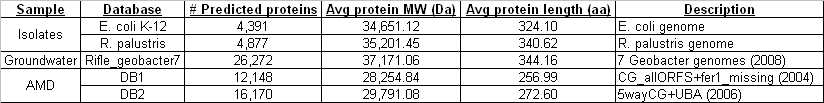 Sample Database # Predicted proteins Avg protein MW (Da) Avg protein length (aa) Description
Isolates E. coli K-12 4,391 34,651.12 324.10 E. coli genome
R. palustris 4,877 35,201.45 340.62 R. palustris genome
Groundwater Rifle_geobacter7 26,272 37,171.06 344.16 7 Geobacter genomes (2008)
AMD DB1 12,148 28,254.84 256.99 CG_allORFS+fer1_missing (2004)
DB2 16,170 29,791.08 272.60 5wayCG+UBA (2006)